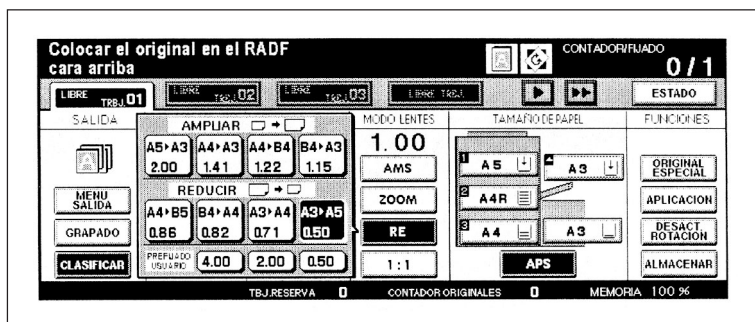 Colocar el original en el RADF
cara arriba
CONTADOR/FIJADO
0/1
LIBRE TRBJ.01
LIBRE TRBJ.02
LIBRE TRBJ.03
LIBRE TRBJ.
ESTADO
SALIDA
MENU
SALIDA
GRAPADO
CLASIFICAR
AMPLIAR
A5 A3 A4 A3 A4 B4 B4 A3
2.00 1.41 1.22 1.15
REDUCIR
A4 B5 B4 A4 A3 A4 A3 A5
0.86 0.82 0.71 0.50
PREFIJADO
USUARIO
4.00 2.00 0.50
MODO LENTES
1.00
AMS
ZOOM
RE
1:1
TAMAÑO DE PAPEL
1 A5 A3
2 A4R
3 A4 A3
APS
FUNCIONES
ORIGINAL
ESPECIAL
APLICACION
DESACT
ROTACION
ALMACENAR
TBJ.RESERVA 0 CONTADOR ORIGINALES 0 MEMORIA 100 %